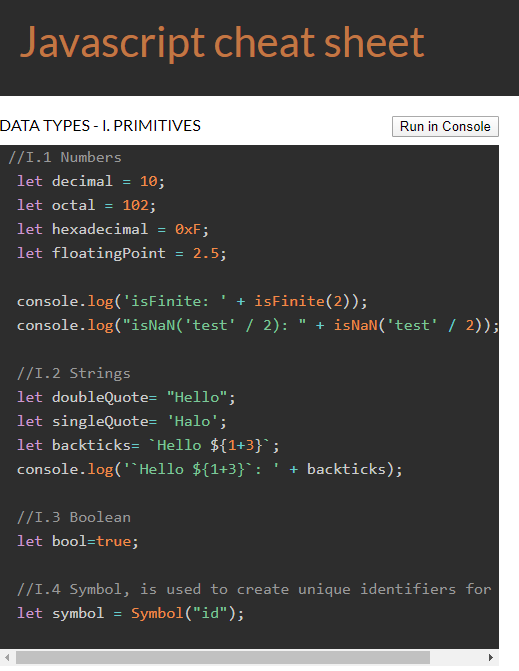 Javascript cheat sheet
DATA TYPES - I. PRIMITIVES
Run in Console
//I.1 Numbers
let decimal = 10;
let octal = 102;
let hexadecimal = 0xF;
let floatingPoint = 2.5;
console.log('isFinite: ' + isFinite(2));
console.log("isNaN('test' / 2): " + isNaN('test' / 2));
//I.2 Strings
let doubleQuote= "Hello";
let singleQuote= 'Halo';
let backticks= `Hello ${1+3}`;
console.log('`Hello ${1+3}`: ' + backticks);
//I.3 Boolean
let bool=true;
//I.4 Symbol, is used to create unique identifiers for
let symbol = Symbol("id");